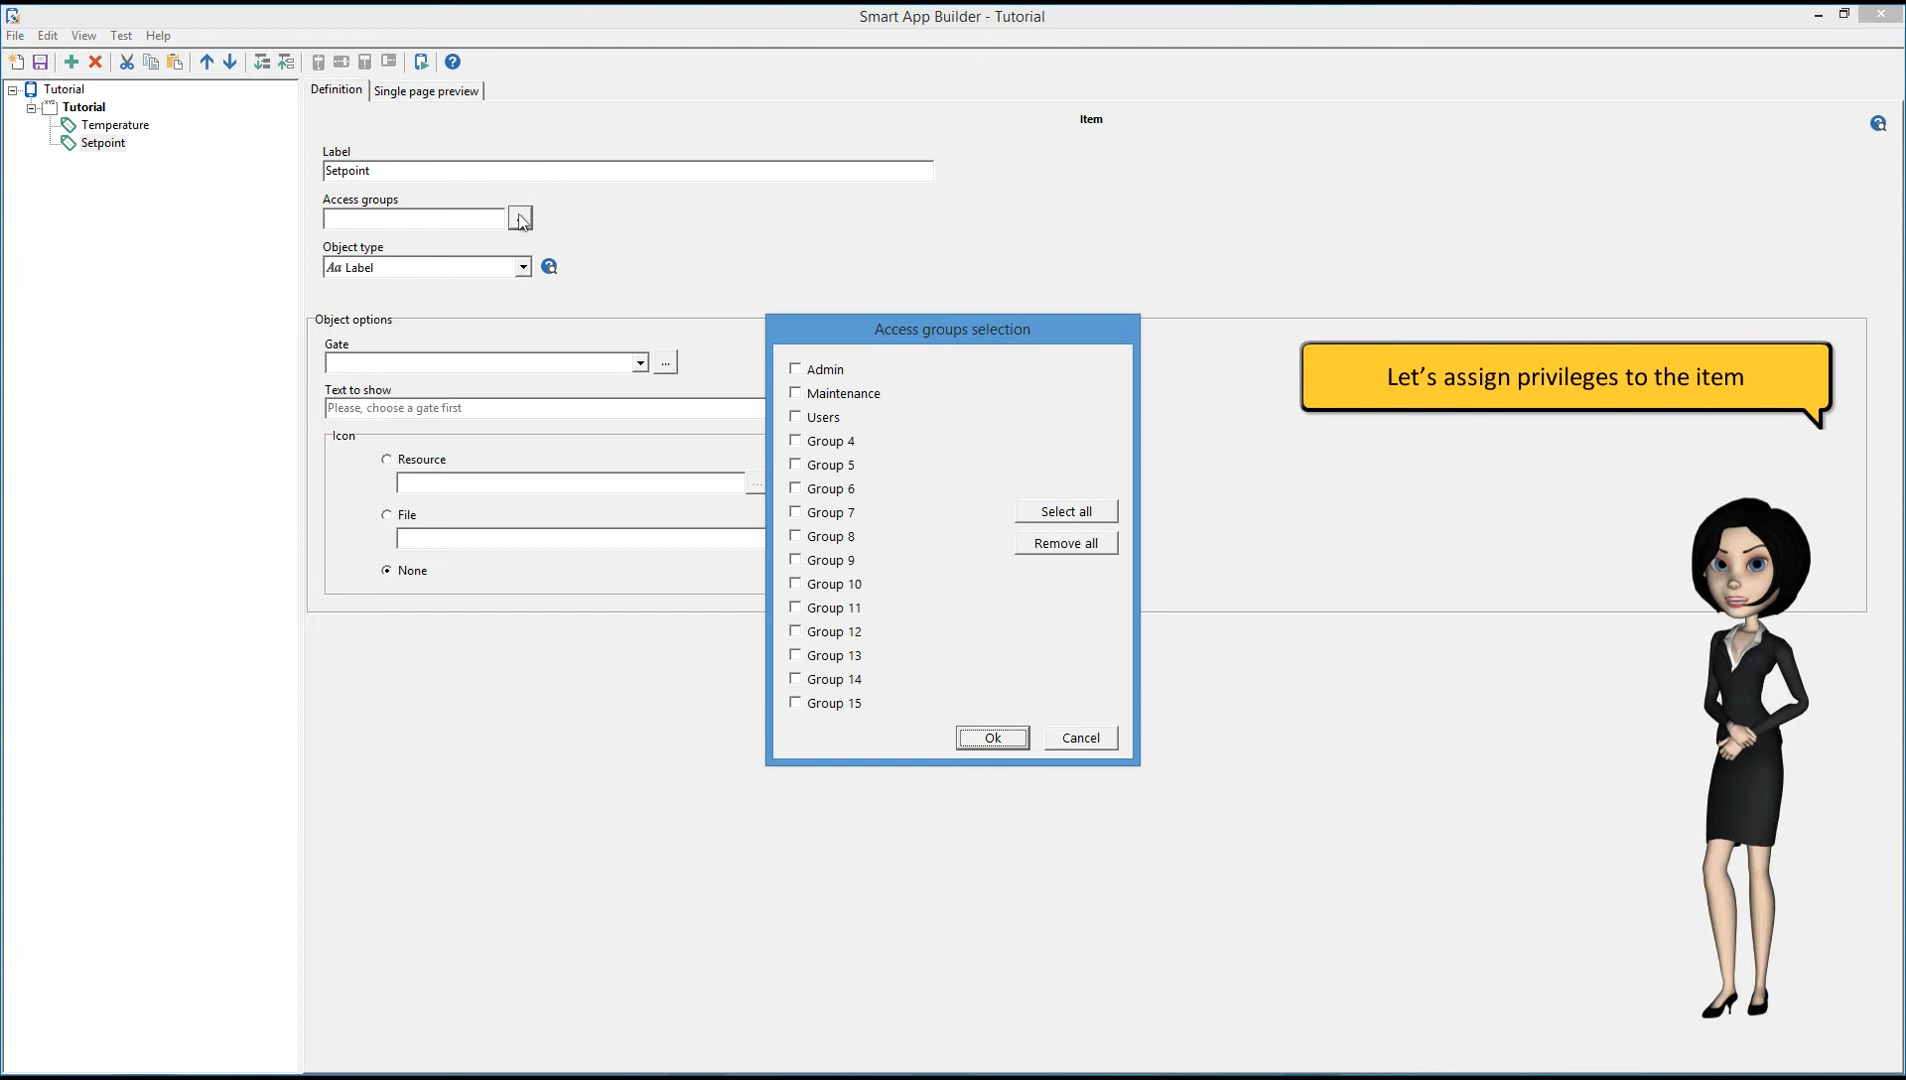 Smart App Builder - Tutorial
File Edit View Test Help
Tutorial
XYZ
Tutorial
Temperature
Setpoint
Definition
Single page preview
Item
Label
Setpoint
Access groups
Object type
Aa Label
Object options
Gate
...
Text to show
Please, choose a gate first
Icon
Resource
...
File
None
Access groups selection
Admin
Maintenance
Users
Group 4
Group 5
Group 6
Group 7
Group 8
Group 9
Group 10
Group 11
Group 12
Group 13
Group 14
Group 15
Select all
Remove all
Ok
Cancel
Let’s assign privileges to the item